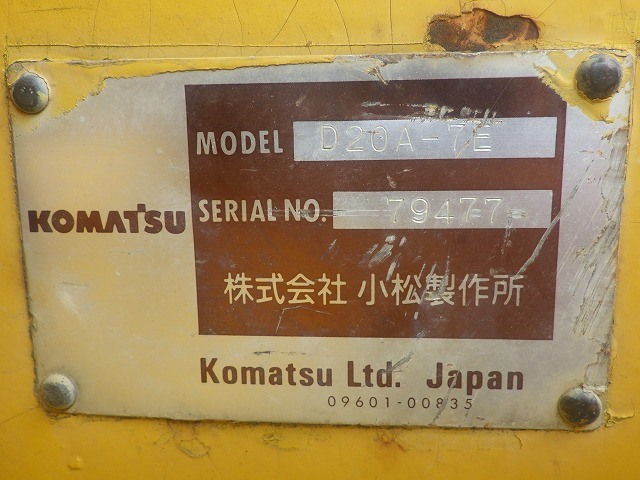 MODEL D20A-7E
KOMATSU
SERIAL NO. 79477
株式会社 小松製作所
Komatsu Ltd. Japan
09601-00835